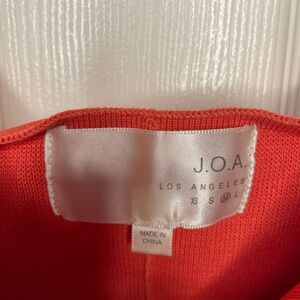 J.O.A.
LOS ANGELES
XS S M L
MADE IN
CHINA